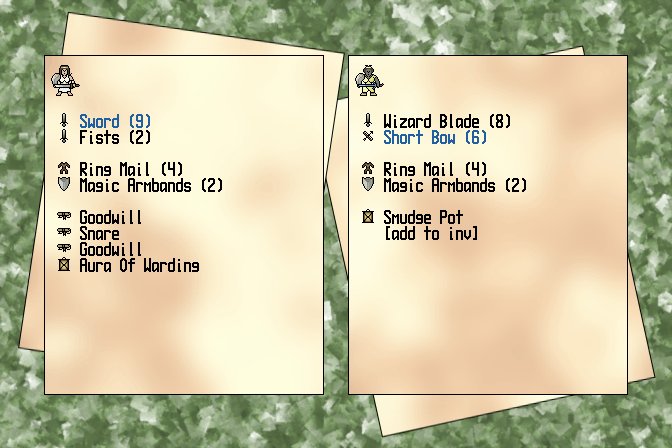 Sword (9)
Fists (2)
Ring Mail (4)
Magic Armbands (2)
Goodwill
Snare
Goodwill
Aura Of Warding
Wizard Blade (8)
Short Bow (6)
Ring Mail (4)
Magic Armbands (2)
Smudge Pot
[add to inv]